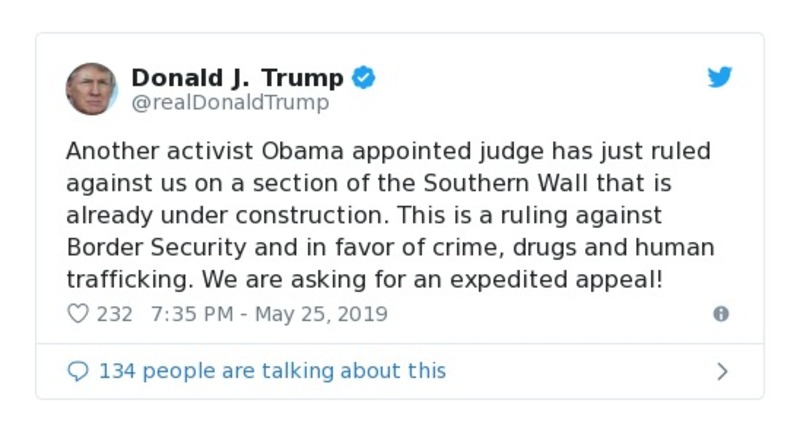 Donald J. Trump
@realDonaldTrump
Another activist Obama appointed judge has just ruled
against us on a section of the Southern Wall that is
already under construction. This is a ruling against
Border Security and in favor of crime, drugs and human
trafficking. We are asking for an expedited appeal!
232 7:35 PM - May 25, 2019
134 people are talking about this